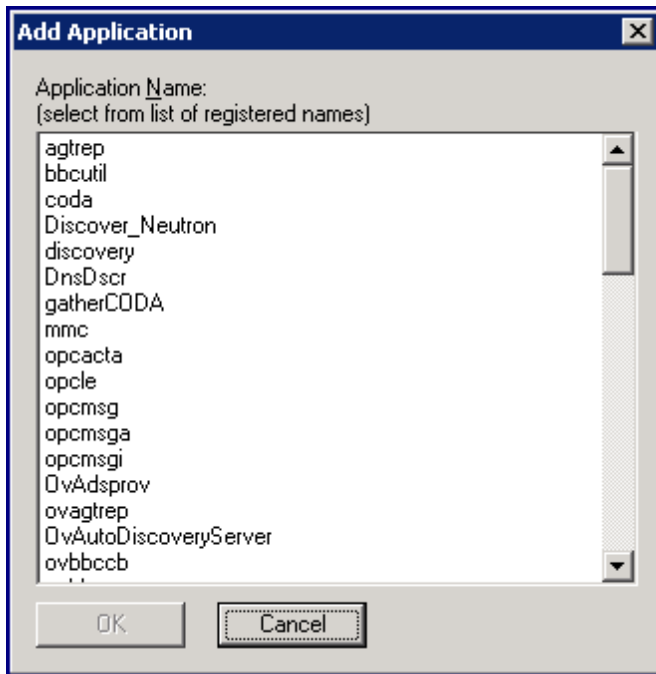 Add Application
Application Name:
(select from list of registered names)
agtrep
bbcutil
coda
Discover_Neutron
discovery
DnsDscr
gatherCODA
mmc
opcacta
opcle
opcmsg
opcmsga
opcmsgi
OvAdsprov
ovagtrep
OvAutoDiscoveryServer
ovbbccb
OK
Cancel